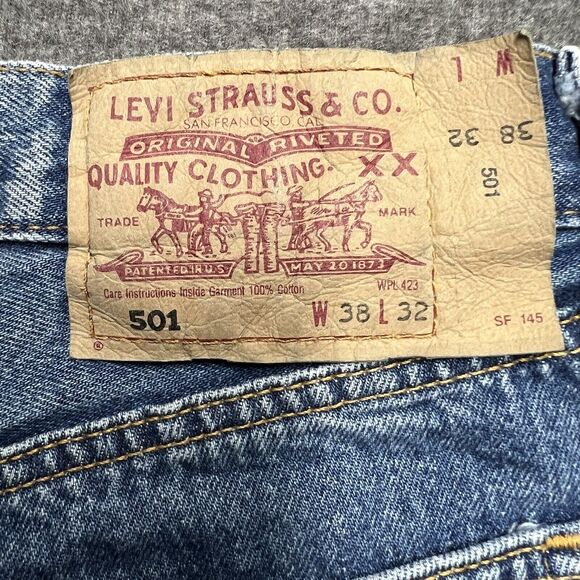 LEVI STRAUSS & CO.
SAN FRANCISCO CAL
ORIGINAL RIVETED
QUALITY CLOTHING. XX
TRADE MARK
PATENTED IN U.S. MAY 20 1873
WPL 423
Care Instructions Inside Garment 100% Cotton
501 W 38 L 32
®
SF 145
L W
32 38
501